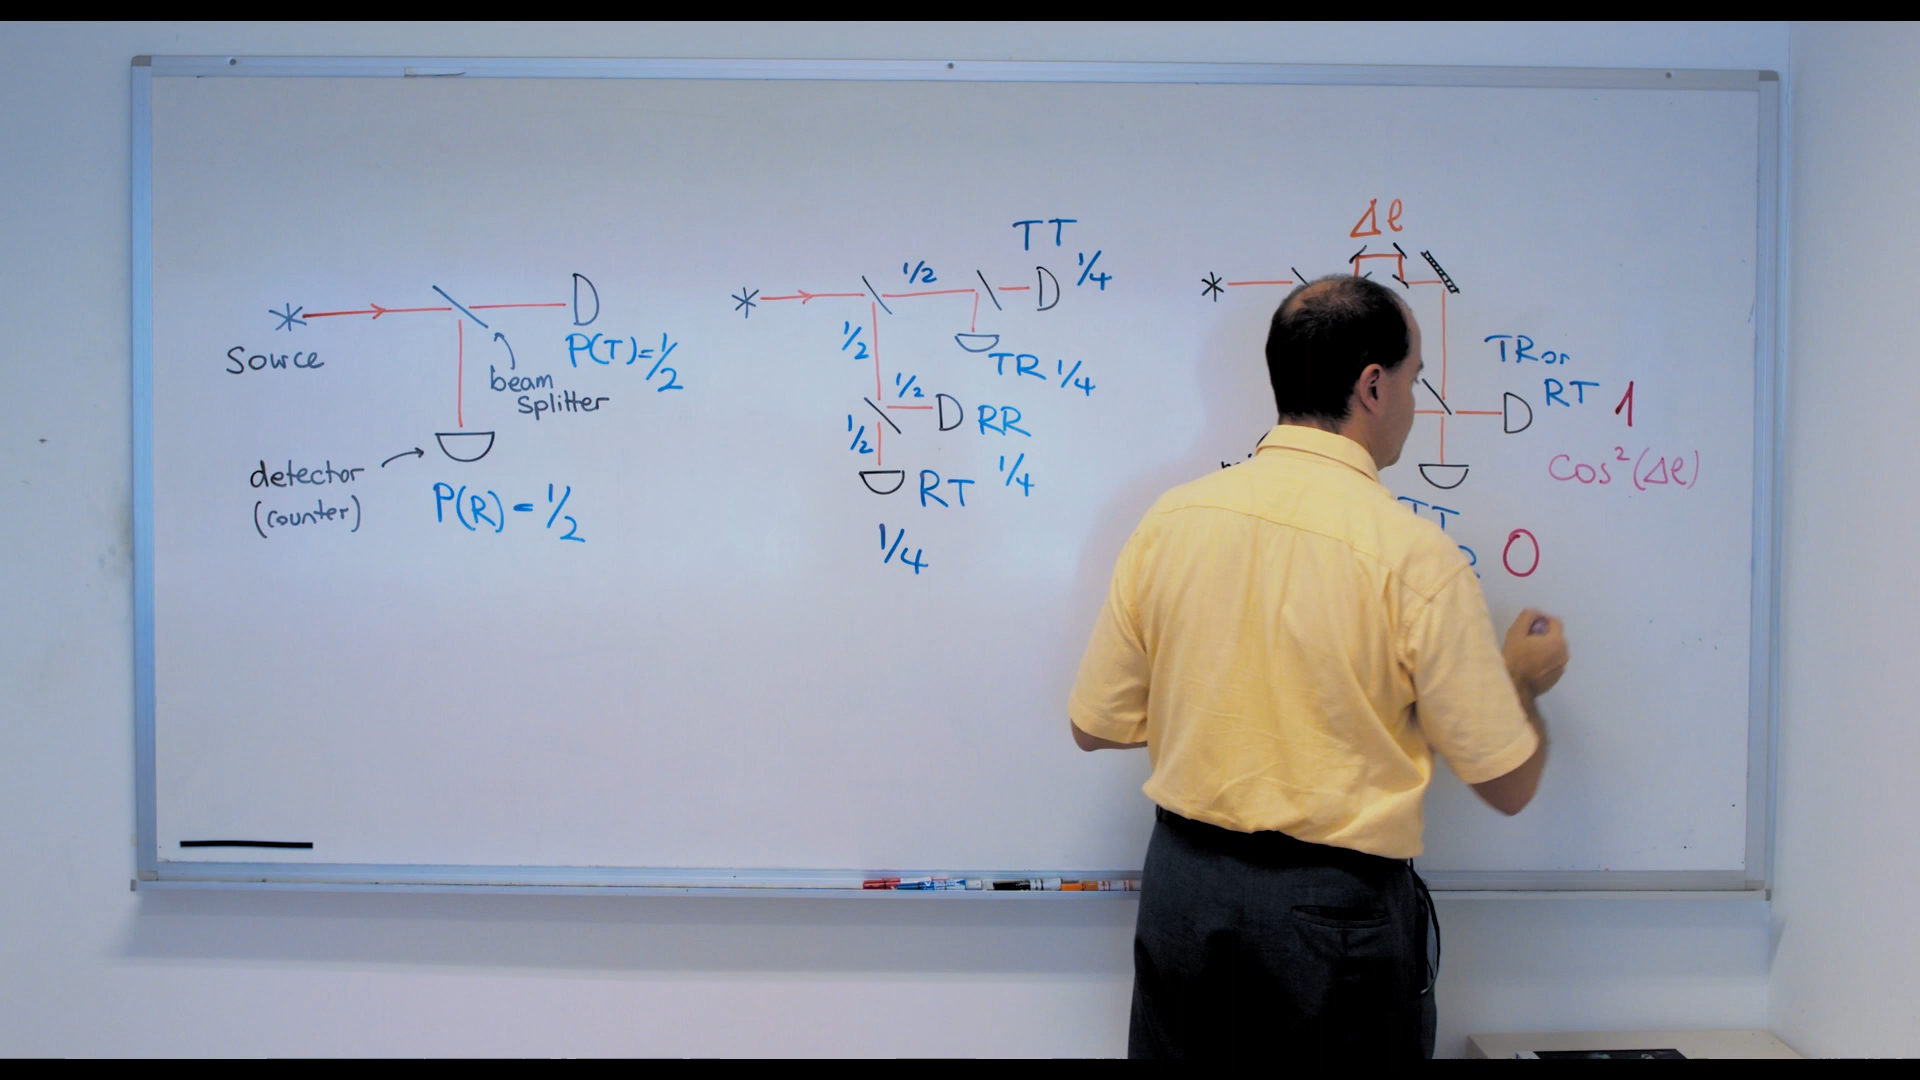 Source
beam
splitter
P(T)=1/2
detector
(counter)
P(R) = 1/2
TT
1/4
1/2
1/2
TR 1/4
1/2
RR
1/4
1/2
RT
1/4
Δl
TR or
RT 1
cos²(Δl)
TT
0